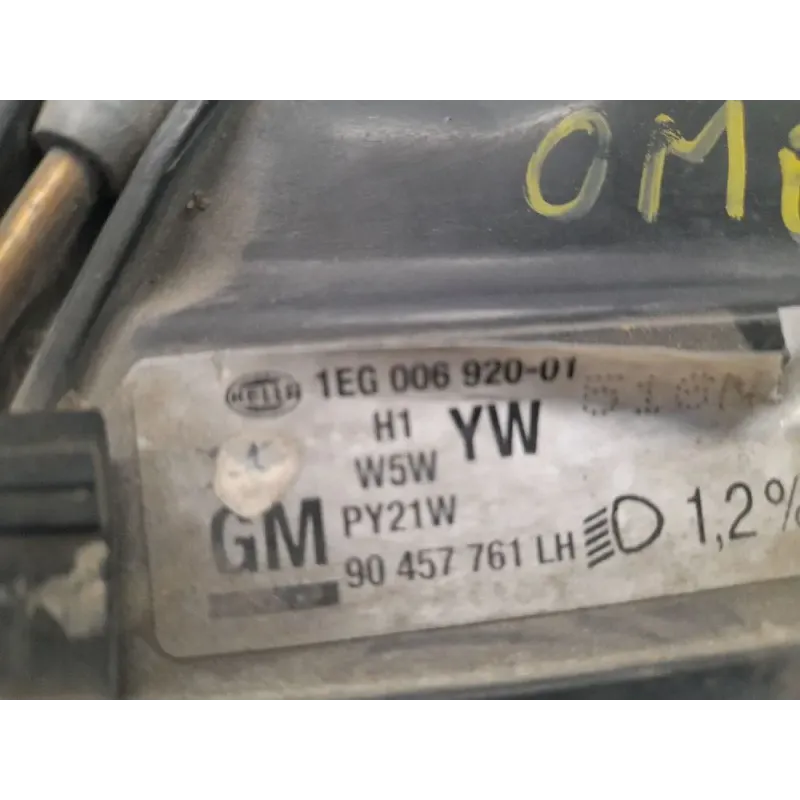 OM
HELLA 1EG 006 920-01
H1 YW
W5W
GM PY21W
90 457 761 LH 1,2%